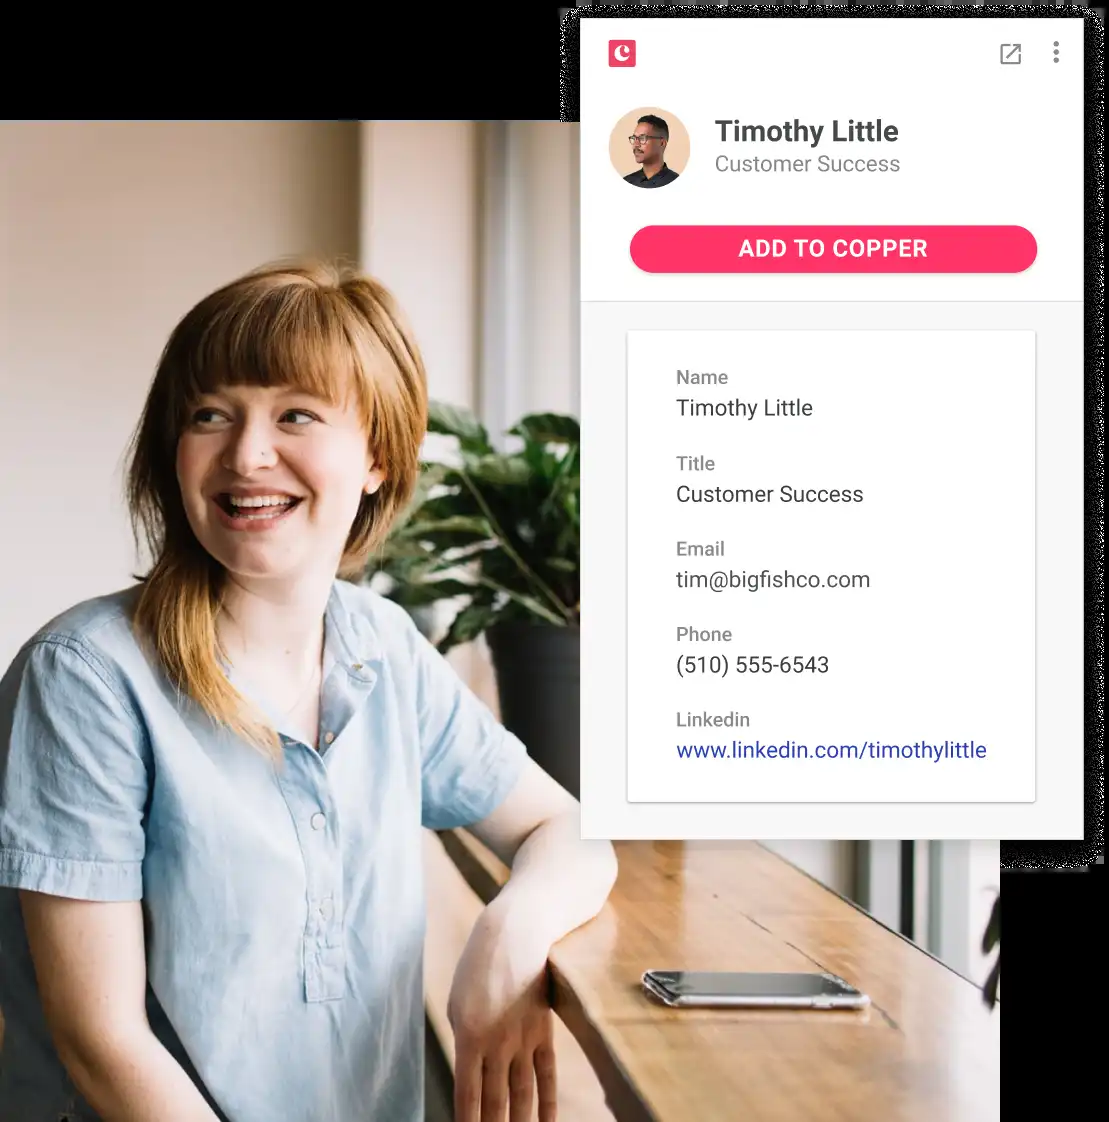 Timothy Little
Customer Success
ADD TO COPPER
Name
Timothy Little
Title
Customer Success
Email
tim@bigfishco.com
Phone
(510) 555-6543
Linkedin
www.linkedin.com/timothylittle